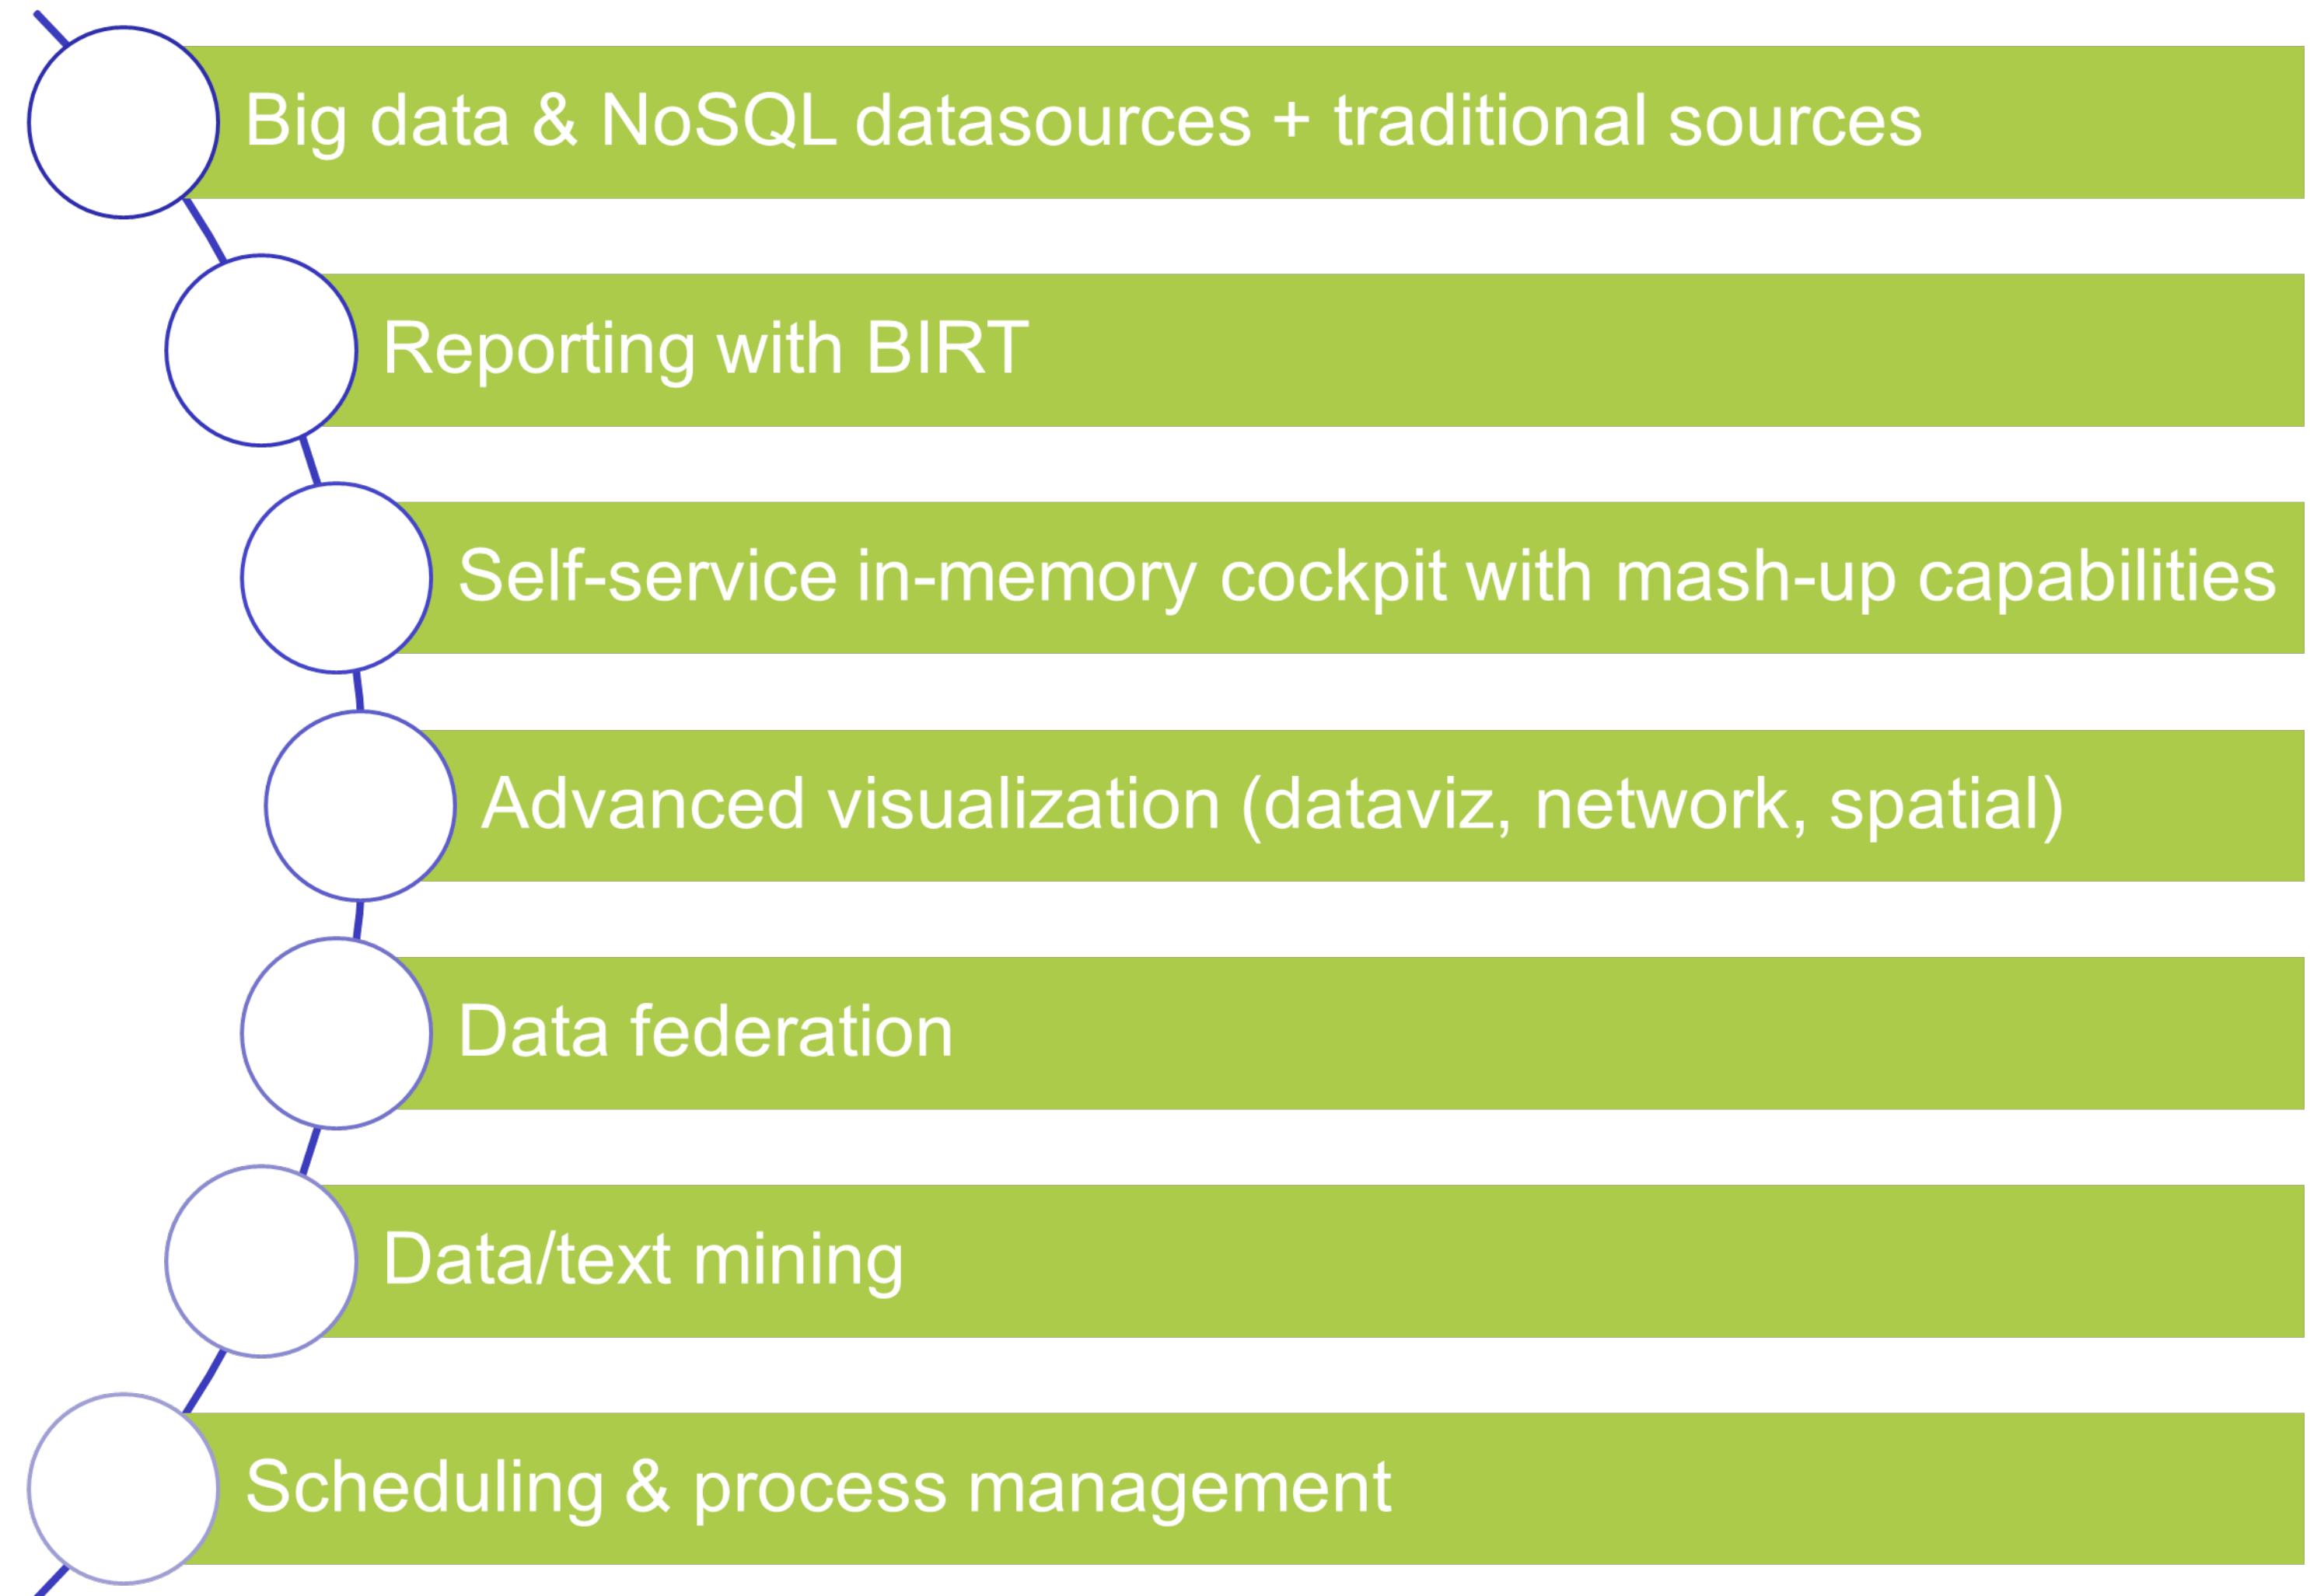 Big data & NoSQL datasources + traditional sources
Reporting with BIRT
Self-service in-memory cockpit with mash-up capabilities
Advanced visualization (dataviz, network, spatial)
Data federation
Data/text mining
Scheduling & process management